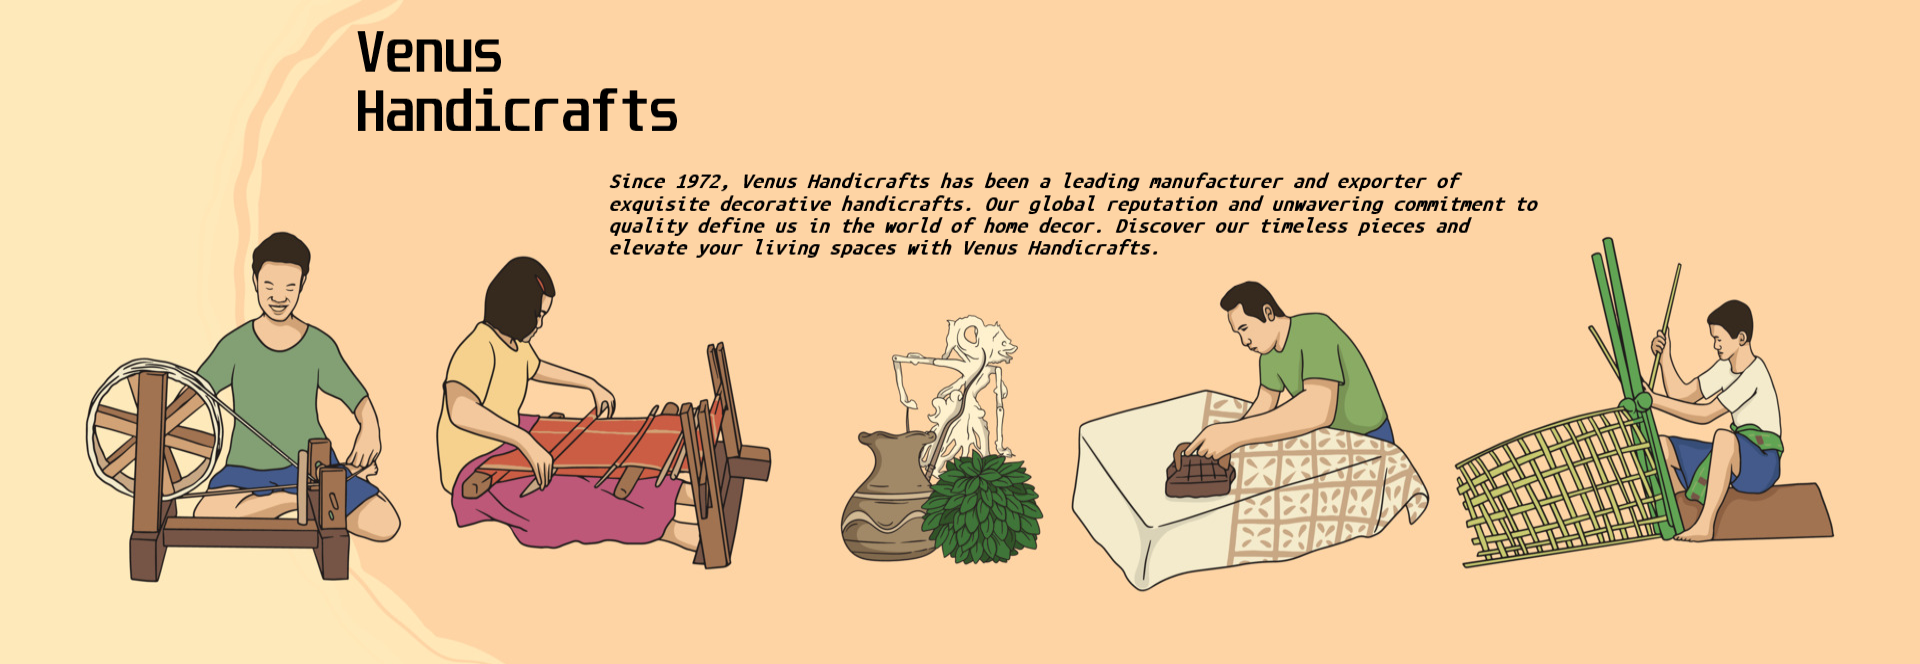 Venus
Handicrafts
Since 1972, Venus Handicrafts has been a leading manufacturer and exporter of
exquisite decorative handicrafts. Our global reputation and unwavering commitment to
quality define us in the world of home decor. Discover our timeless pieces and
elevate your living spaces with Venus Handicrafts.